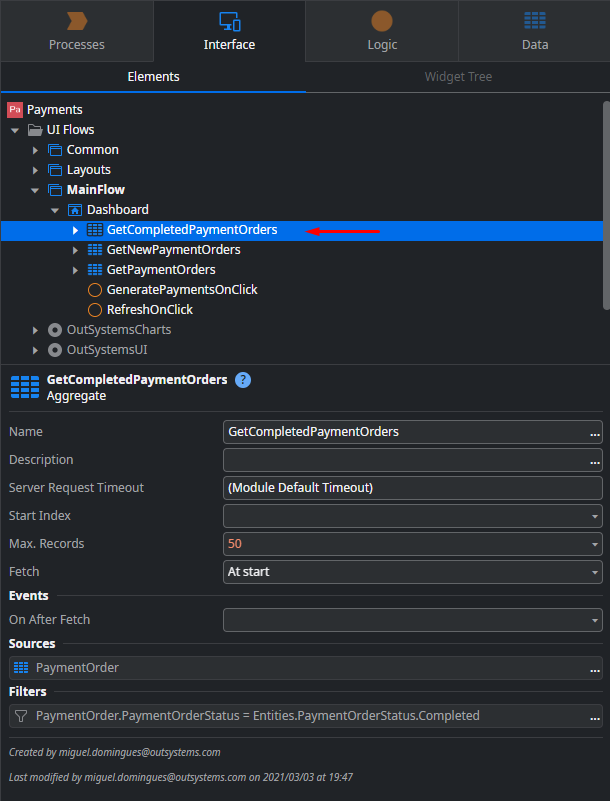 Processes
Interface
Logic
Data
Elements
Widget Tree
Pa Payments
UI Flows
Common
Layouts
MainFlow
Dashboard
GetCompletedPaymentOrders
GetNewPaymentOrders
GetPaymentOrders
GeneratePaymentsOnClick
RefreshOnClick
OutSystemsCharts
OutSystemsUI
GetCompletedPaymentOrders ?
Aggregate
Name GetCompletedPaymentOrders ...
Description ...
Server Request Timeout (Module Default Timeout)
Start Index
Max. Records 50
Fetch At start
Events
On After Fetch
Sources
PaymentOrder ...
Filters
PaymentOrder.PaymentOrderStatus = Entities.PaymentOrderStatus.Completed ...
Created by miguel.domingues@outsystems.com
Last modified by miguel.domingues@outsystems.com on 2021/03/03 at 19:47